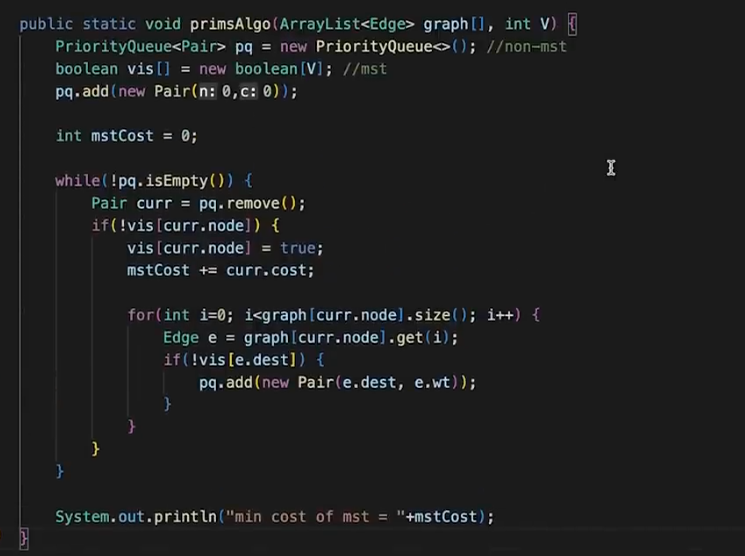 public static void primsAlgo(ArrayList<Edge> graph[], int V) {
PriorityQueue<Pair> pq = new PriorityQueue<>(); //non-mst
boolean vis[] = new boolean[V]; //mst
pq.add(new Pair(n: 0,c: 0));
int mstCost = 0;
while(!pq.isEmpty()) {
Pair curr = pq.remove();
if(!vis[curr.node]) {
vis[curr.node] = true;
mstCost += curr.cost;
for(int i=0; i<graph[curr.node].size(); i++) {
Edge e = graph[curr.node].get(i);
if(!vis[e.dest]) {
pq.add(new Pair(e.dest, e.wt));
}
}
}
}
System.out.println("min cost of mst = "+mstCost);
}